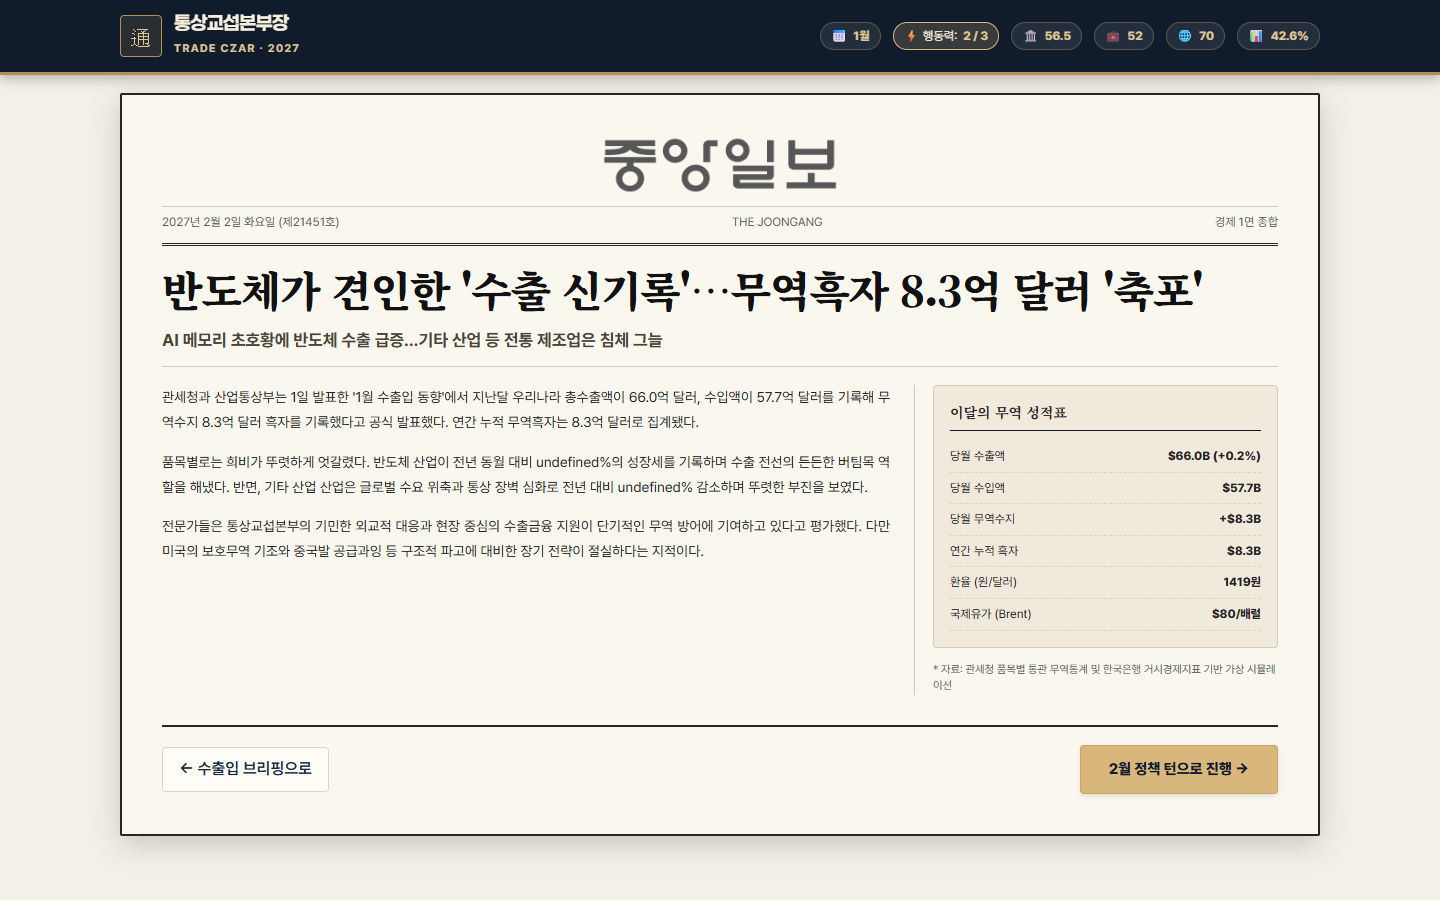 通
통상교섭본부장
TRADE CZAR · 2027
1월
행동력: 2 / 3
56.5
52
70
42.6%
중앙일보
2027년 2월 2일 화요일 (제21451호)
THE JOONGANG
경제 1면 종합
반도체가 견인한 '수출 신기록'…무역흑자 8.3억 달러 '축포'
AI 메모리 초호황에 반도체 수출 급증...기타 산업 등 전통 제조업은 침체 그늘
관세청과 산업통상부는 1일 발표한 '1월 수출입 동향'에서 지난달 우리나라 총수출액이 66.0억 달러, 수입액이 57.7억 달러를 기록해 무
역수지 8.3억 달러 흑자를 기록했다고 공식 발표했다. 연간 누적 무역흑자는 8.3억 달러로 집계됐다.
품목별로는 희비가 뚜렷하게 엇갈렸다. 반도체 산업이 전년 동월 대비 undefined%의 성장세를 기록하며 수출 전선의 든든한 버팀목 역
할을 해냈다. 반면, 기타 산업 산업은 글로벌 수요 위축과 통상 장벽 심화로 전년 대비 undefined% 감소하며 뚜렷한 부진을 보였다.
전문가들은 통상교섭본부의 기민한 외교적 대응과 현장 중심의 수출금융 지원이 단기적인 무역 방어에 기여하고 있다고 평가했다. 다만
미국의 보호무역 기조와 중국발 공급과잉 등 구조적 파고에 대비한 장기 전략이 절실하다는 지적이다.
이달의 무역 성적표
당월 수출액 $66.0B (+0.2%)
당월 수입액 $57.7B
당월 무역수지 +$8.3B
연간 누적 흑자 $8.3B
환율 (원/달러) 1419원
국제유가 (Brent) $80/배럴
* 자료: 관세청 품목별 통관 무역통계 및 한국은행 거시경제지표 기반 가상 시뮬레
이션
← 수출입 브리핑으로
2월 정책 턴으로 진행 →